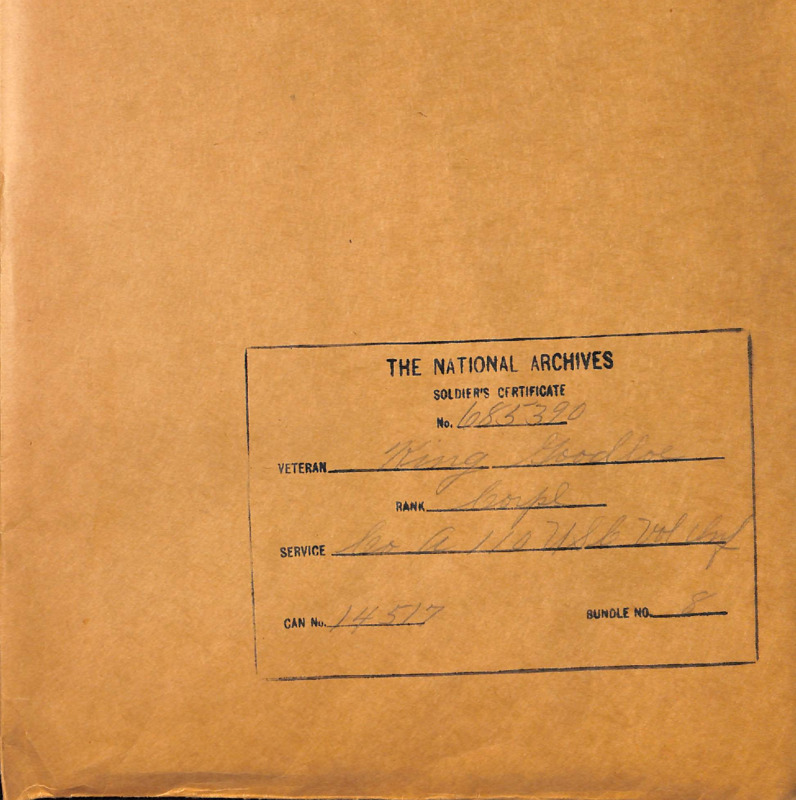 THE NATIONAL ARCHIVES
SOLDIER'S CERTIFICATE
No. 685390
VETERAN King Goodloe
RANK Corpl
SERVICE Co A 110 USC Vol Inf
CAN No. 14517 BUNDLE NO. 8